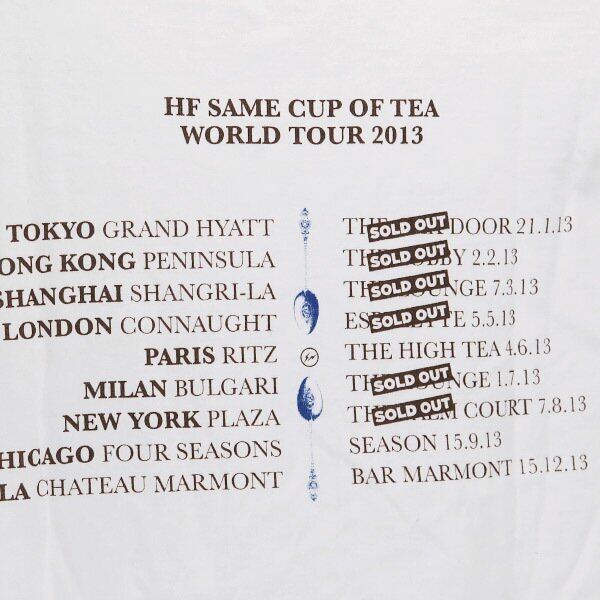 HF SAME CUP OF TEA
WORLD TOUR 2013
TOKYO GRAND HYATT SOLD OUT DOOR 21.1.13
ONG KONG PENINSULA SOLD OUT 2.2.13
SHANGHAI SHANGRI-LA SOLD OUT 7.3.13
LONDON CONNAUGHT SOLD OUT 5.5.13
PARIS RITZ THE HIGH TEA 4.6.13
MILAN BULGARI SOLD OUT 1.7.13
NEW YORK PLAZA SOLD OUT COURT 7.8.13
HICAGO FOUR SEASONS SEASON 15.9.13
LA CHATEAU MARMONT BAR MARMONT 15.12.13